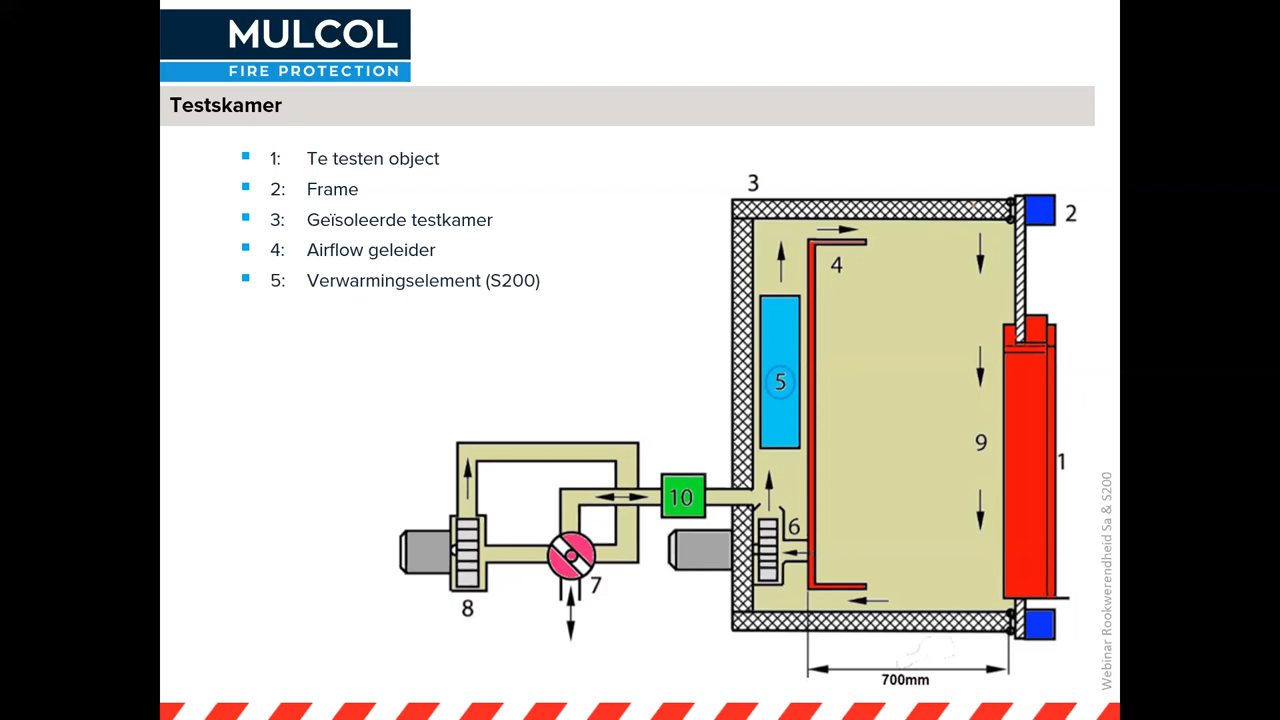 MULCOL
FIRE PROTECTION
Testskamer
1: Te testen object
2: Frame
3: Geïsoleerde testkamer
4: Airflow geleider
5: Verwarmingselement (S200)
3
2
4
5
9
1
10
6
7
8
700mm
Webinar Rookwerendheid Sa & S200